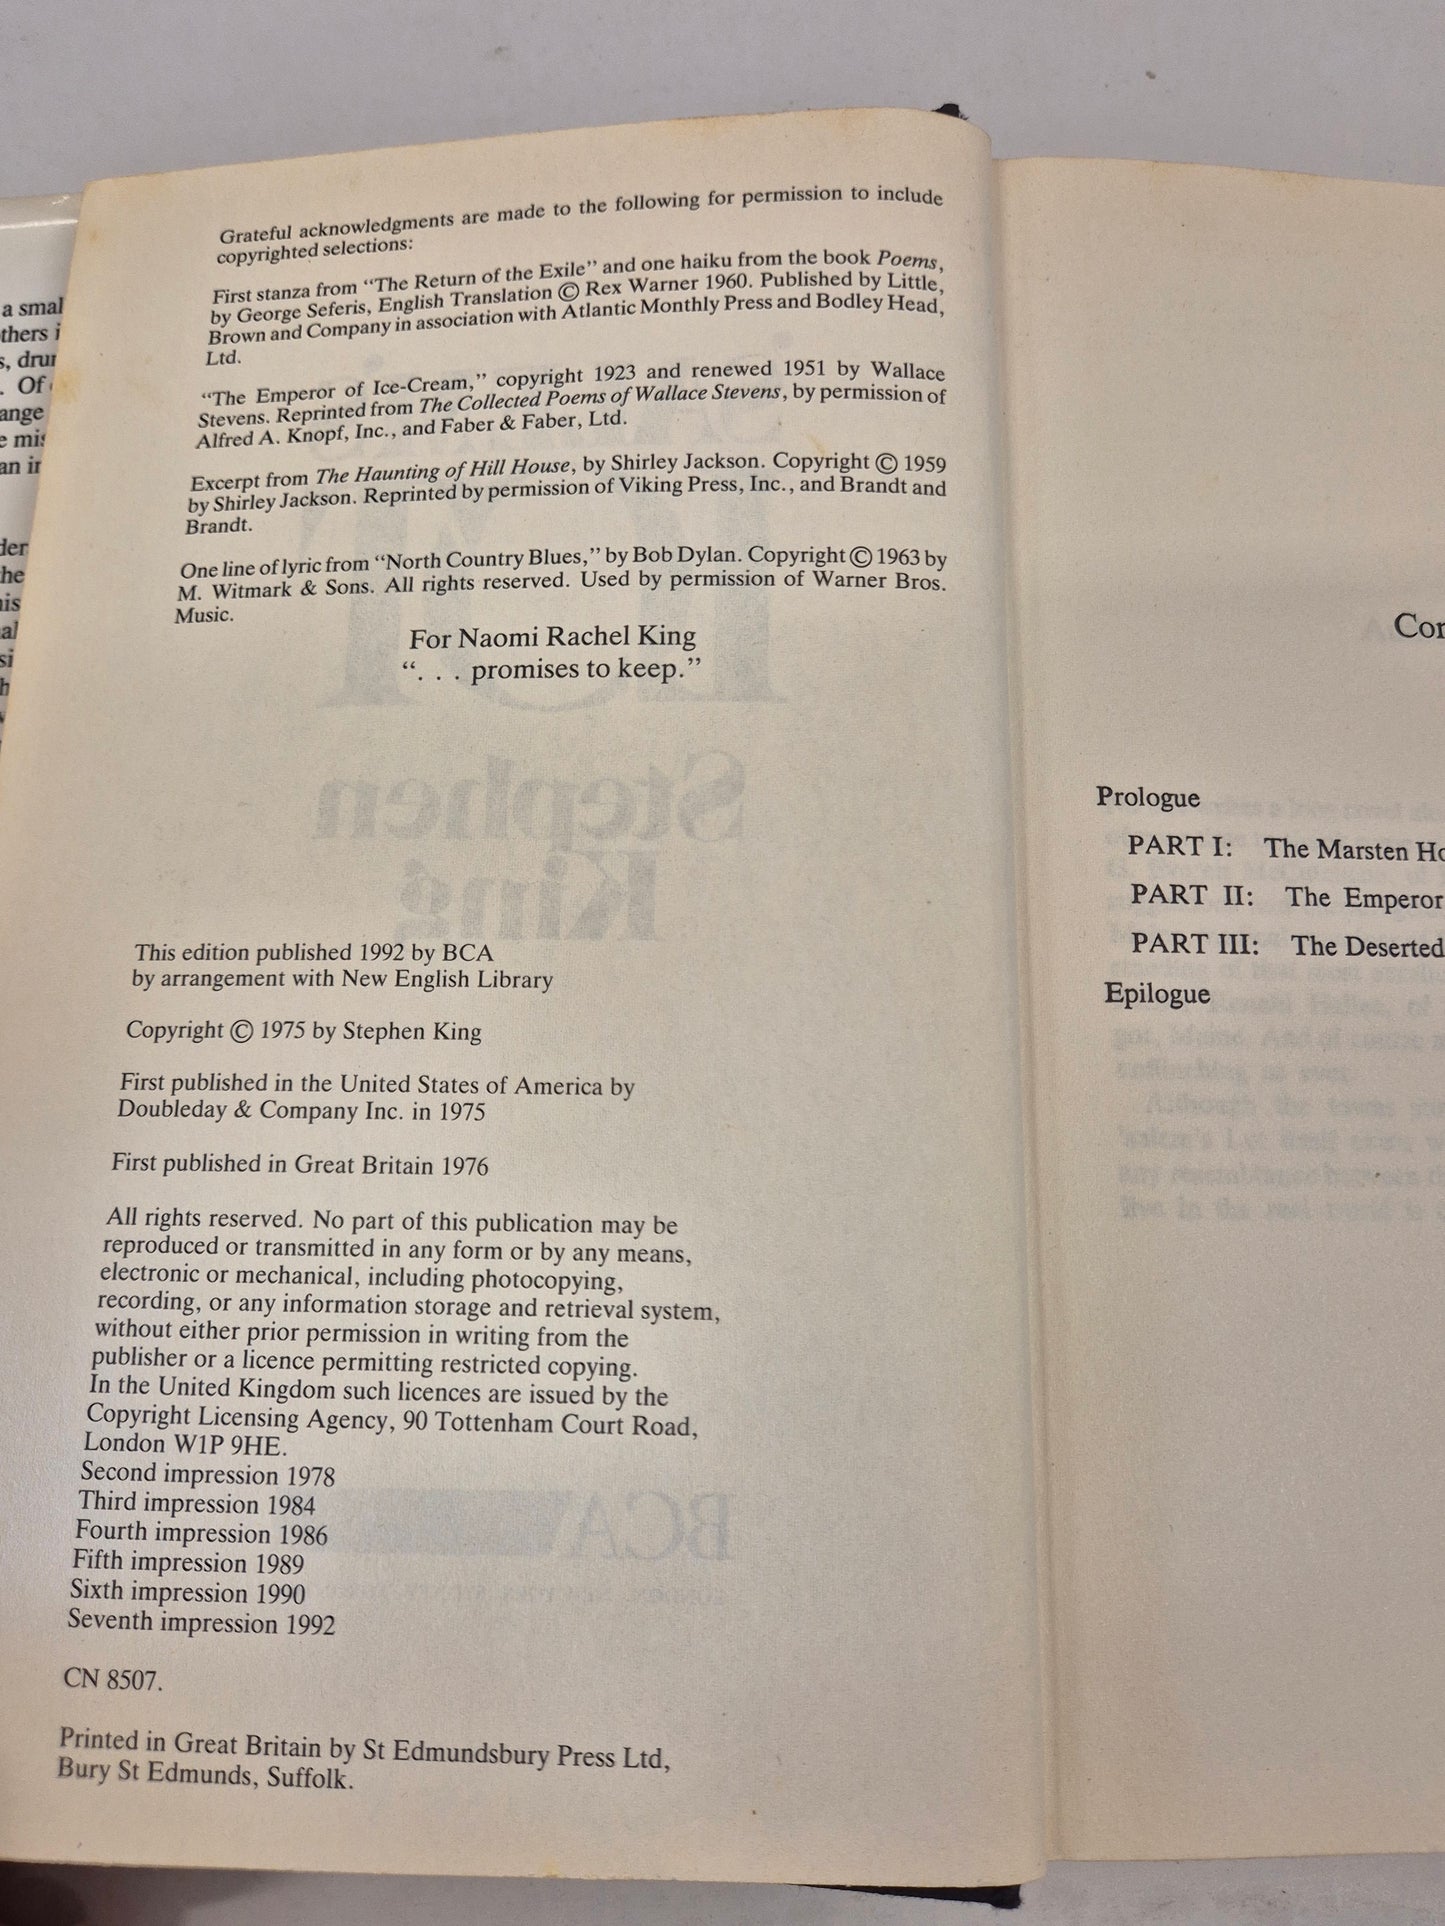 Grateful acknowledgments are made to the following for permission to include
copyrighted selections:
First stanza from “The Return of the Exile” and one haiku from the book Poems,
by George Seferis, English Translation © Rex Warner 1960. Published by Little,
Brown and Company in association with Atlantic Monthly Press and Bodley Head,
Ltd.
“The Emperor of Ice-Cream,” copyright 1923 and renewed 1951 by Wallace
Stevens. Reprinted from The Collected Poems of Wallace Stevens, by permission of
Alfred A. Knopf, Inc., and Faber & Faber, Ltd.
Excerpt from The Haunting of Hill House, by Shirley Jackson. Copyright © 1959
by Shirley Jackson. Reprinted by permission of Viking Press, Inc., and Brandt and
Brandt.
One line of lyric from “North Country Blues,” by Bob Dylan. Copyright © 1963 by
M. Witmark & Sons. All rights reserved. Used by permission of Warner Bros.
Music.
For Naomi Rachel King
“. . . promises to keep.”
This edition published 1992 by BCA
by arrangement with New English Library
Copyright © 1975 by Stephen King
First published in the United States of America by
Doubleday & Company Inc. in 1975
First published in Great Britain 1976
All rights reserved. No part of this publication may be
reproduced or transmitted in any form or by any means,
electronic or mechanical, including photocopying,
recording, or any information storage and retrieval system,
without either prior permission in writing from the
publisher or a licence permitting restricted copying.
In the United Kingdom such licences are issued by the
Copyright Licensing Agency, 90 Tottenham Court Road,
London W1P 9HE.
Second impression 1978
Third impression 1984
Fourth impression 1986
Fifth impression 1989
Sixth impression 1990
Seventh impression 1992
CN 8507.
Printed in Great Britain by St Edmundsbury Press Ltd,
Bury St Edmunds, Suffolk.
Con
Prologue
PART I: The Marsten Ho
PART II: The Emperor
PART III: The Deserted
Epilogue